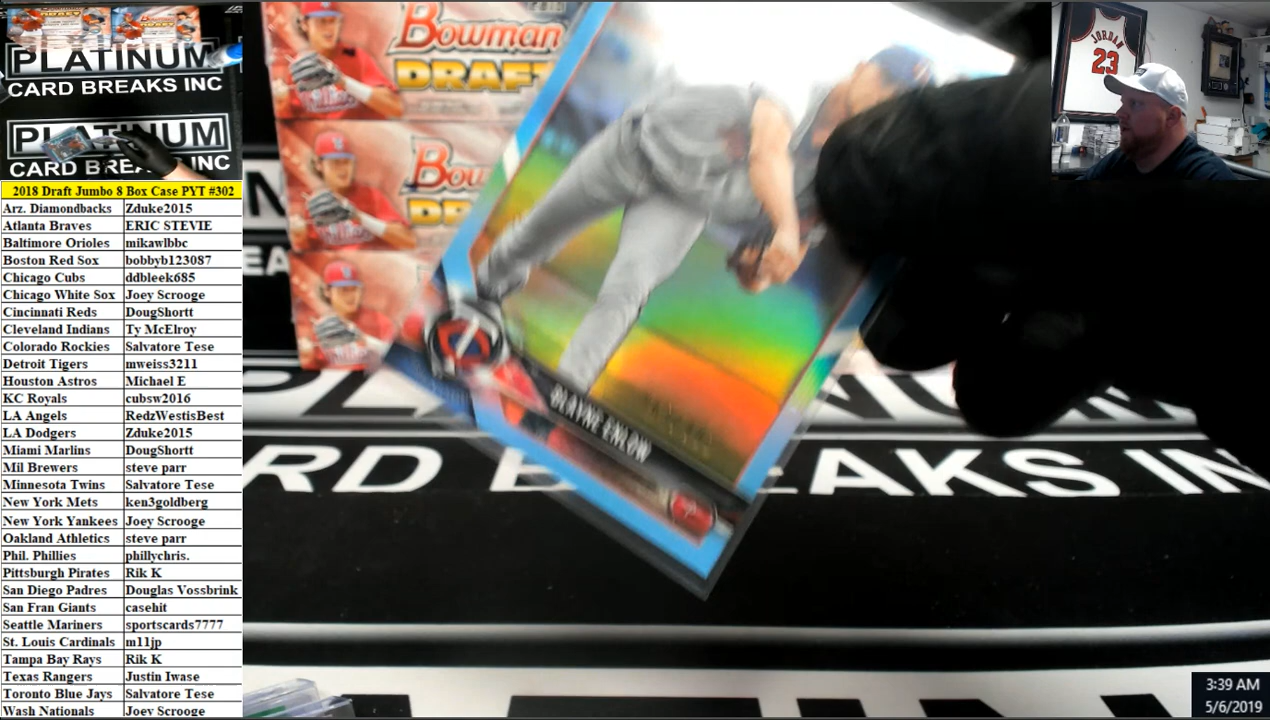 PLATINUM
CARD BREAKS INC
PLATINUM
CARD BREAKS INC
2018 Draft Jumbo 8 Box Case PYT #302
Arz. Diamondbacks Zduke2015
Atlanta Braves ERIC STEVIE
Baltimore Orioles mikawlbbc
Boston Red Sox bobbyb123087
Chicago Cubs ddbleek685
Chicago White Sox Joey Scrooge
Cincinnati Reds DougShortt
Cleveland Indians Ty McElroy
Colorado Rockies Salvatore Tese
Detroit Tigers mweiss3211
Houston Astros Michael E
KC Royals cubsw2016
LA Angels RedzWestisBest
LA Dodgers Zduke2015
Miami Marlins DougShortt
Mil Brewers steve parr
Minnesota Twins Salvatore Tese
New York Mets ken3goldberg
New York Yankees Joey Scrooge
Oakland Athletics steve parr
Phil. Phillies phillychris.
Pittsburgh Pirates Rik K
San Diego Padres Douglas Vossbrink
San Fran Giants casehit
Seattle Mariners sportscards7777
St. Louis Cardinals m11jp
Tampa Bay Rays Rik K
Texas Rangers Justin Iwase
Toronto Blue Jays Salvatore Tese
Wash Nationals Joey Scrooge
Bowman
DRAFT
Bow
DR
BLAYNE ENLOW
RD BREAKS IN
JORDAN
23
3:39 AM
5/6/2019